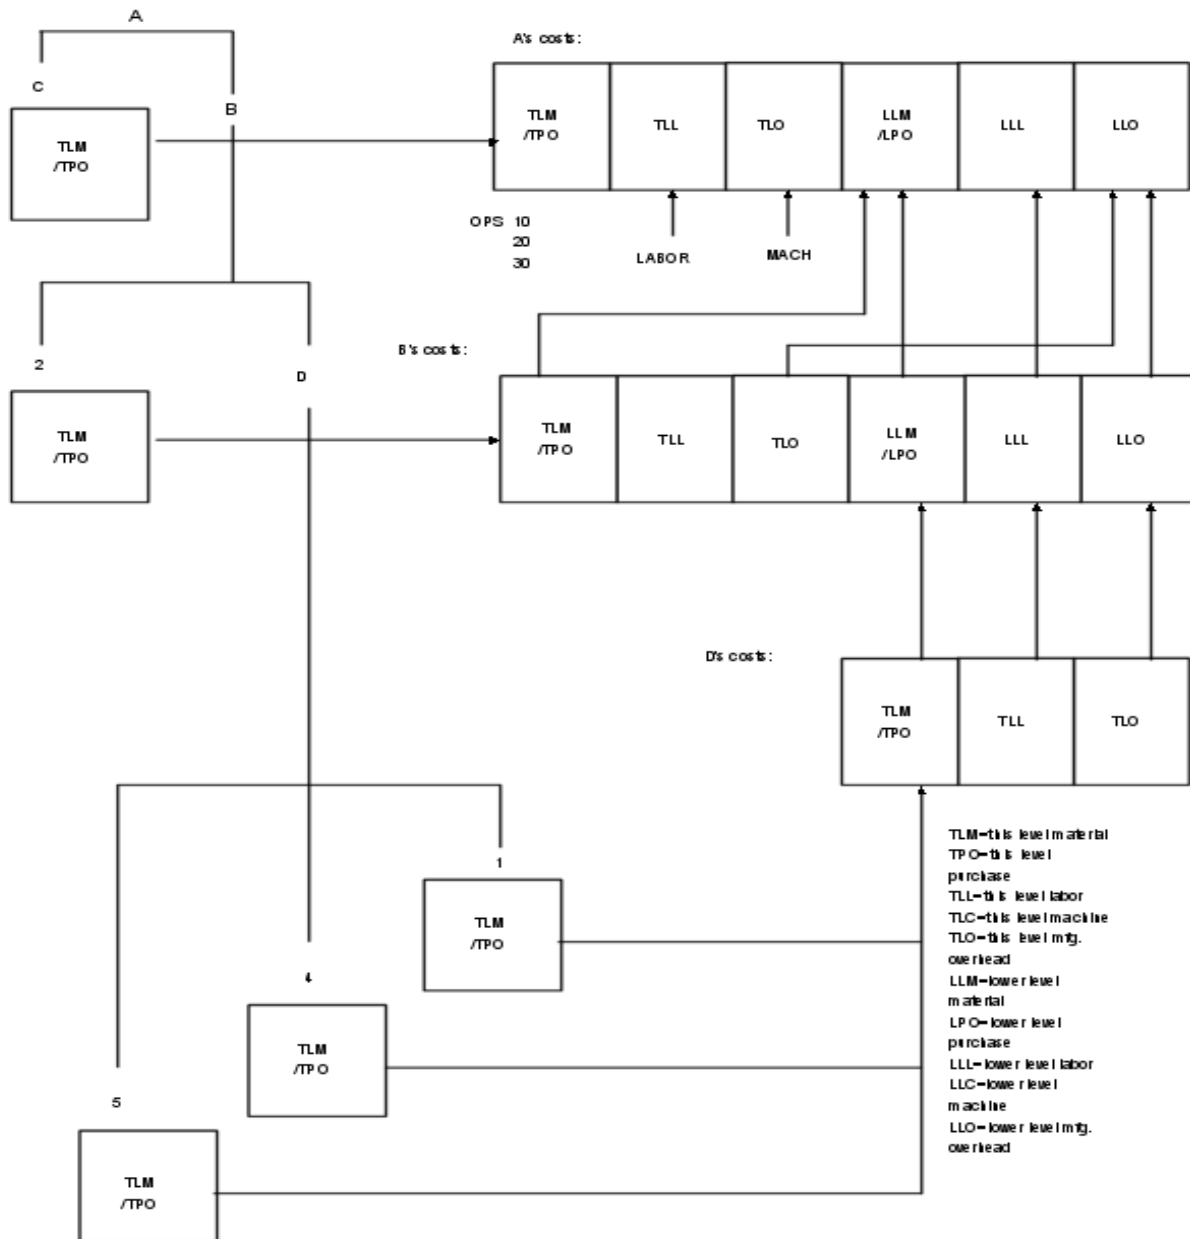 A
A's costs:
C
B
TLM
/TPO
TLM
/TPO
TLL
TLO
LLM
/LPO
LLL
LLO
OPS 10
20
30
LABOR
MACH
2
B's costs:
D
TLM
/TPO
TLM
/TPO
TLL
TLO
LLM
/LPO
LLL
LLO
D's costs:
TLM
/TPO
TLL
TLO
1
TLM
/TPO
4
TLM
/TPO
5
TLM
/TPO
TLM=this level material
TPO=this level
purchase
TLL=this level labor
TLC=this level machine
TLO=this level mfg.
overhead
LLM=lower level
material
LPO=lower level
purchase
LLL=lower level labor
LLC=lower level
machine
LLO=lower level mfg.
overhead